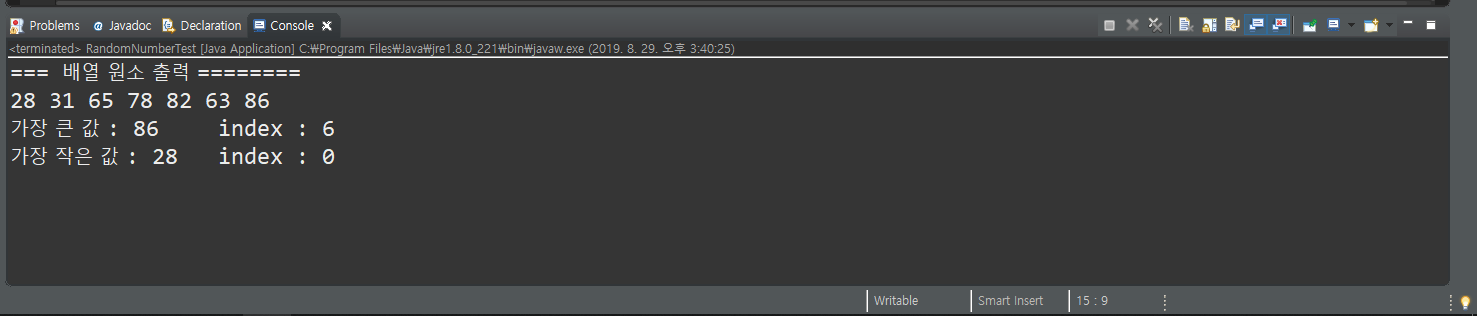 Problems @ Javadoc Declaration Console
<terminated> RandomNumberTest [Java Application] C:₩Program Files₩Java₩jre1.8.0_221₩bin₩javaw.exe (2019. 8. 29. 오후 3:40:25)
=== 배열 원소 출력 ========
28 31 65 78 82 63 86
가장 큰 값 : 86 index : 6
가장 작은 값 : 28 index : 0
Writable Smart Insert 15 : 9